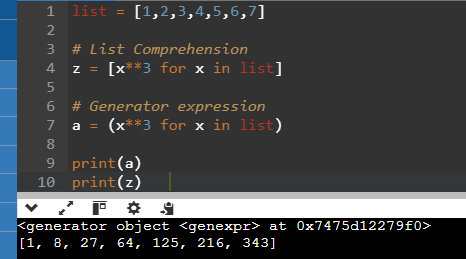 1 list = [1,2,3,4,5,6,7]
2
3 # List Comprehension
4 z = [x**3 for x in list]
5
6 # Generator expression
7 a = (x**3 for x in list)
8
9 print(a)
10 print(z)
<generator object <genexpr> at 0x7475d12279f0>
[1, 8, 27, 64, 125, 216, 343]